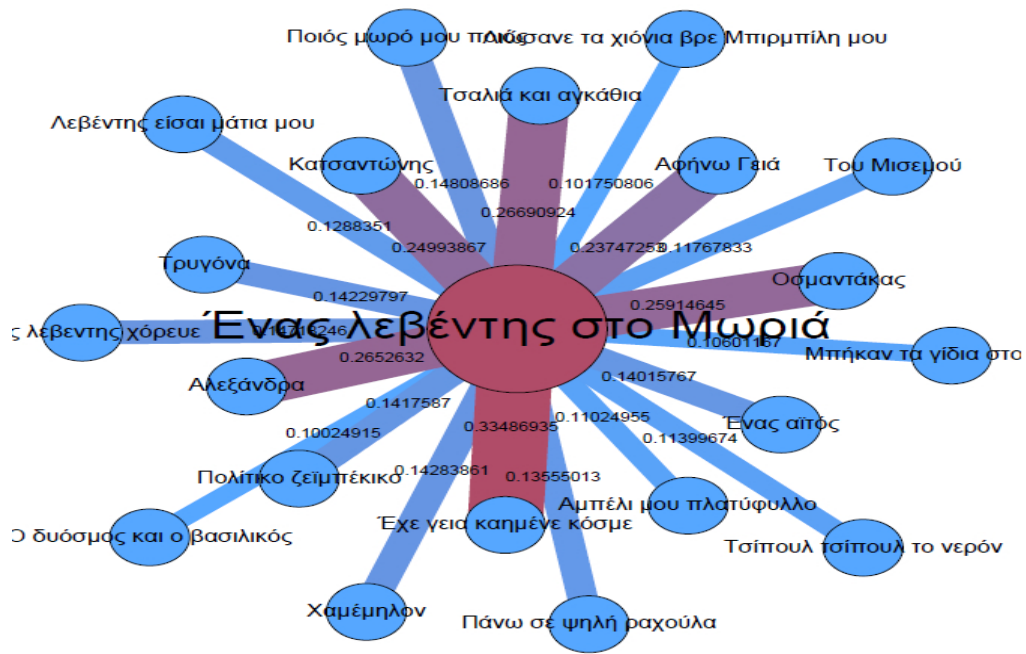 Ποιός μωρό μου ποιός
Λιώσανε τα χιόνια βρε Μπιρμπίλη μου
Τσαλιά και αγκάθια
Λεβέντης είσαι μάτια μου
Κατσαντώνης
Αφήνω Γειά
Του Μισεμού
0.14808686
0.101750806
0.26690924
0.1288351
0.24993867
0.23747253
0.11767833
Τρυγόνα
Οσμαντάκας
0.14229797
0.25914645
ς λεβεντης χόρευε
0.14718246
Ένας λεβέντης στο Μωριά
0.10601167
Μπήκαν τα γίδια στο
0.2652632
Αλεξάνδρα
0.14015767
0.1417587
0.11024955
Ένας αϊτός
0.10024915
0.33486935
0.11399674
Πολίτικο ζεϊμπέκικο
0.14283861
0.13555013
Αμπέλι μου πλατύφυλλο
Έχε γεια καημένε κόσμε
Ο δυόσμος και ο βασιλικός
Τσίπουλ τσίπουλ το νερόν
Χαμέμηλον
Πάνω σε ψηλή ραχούλα